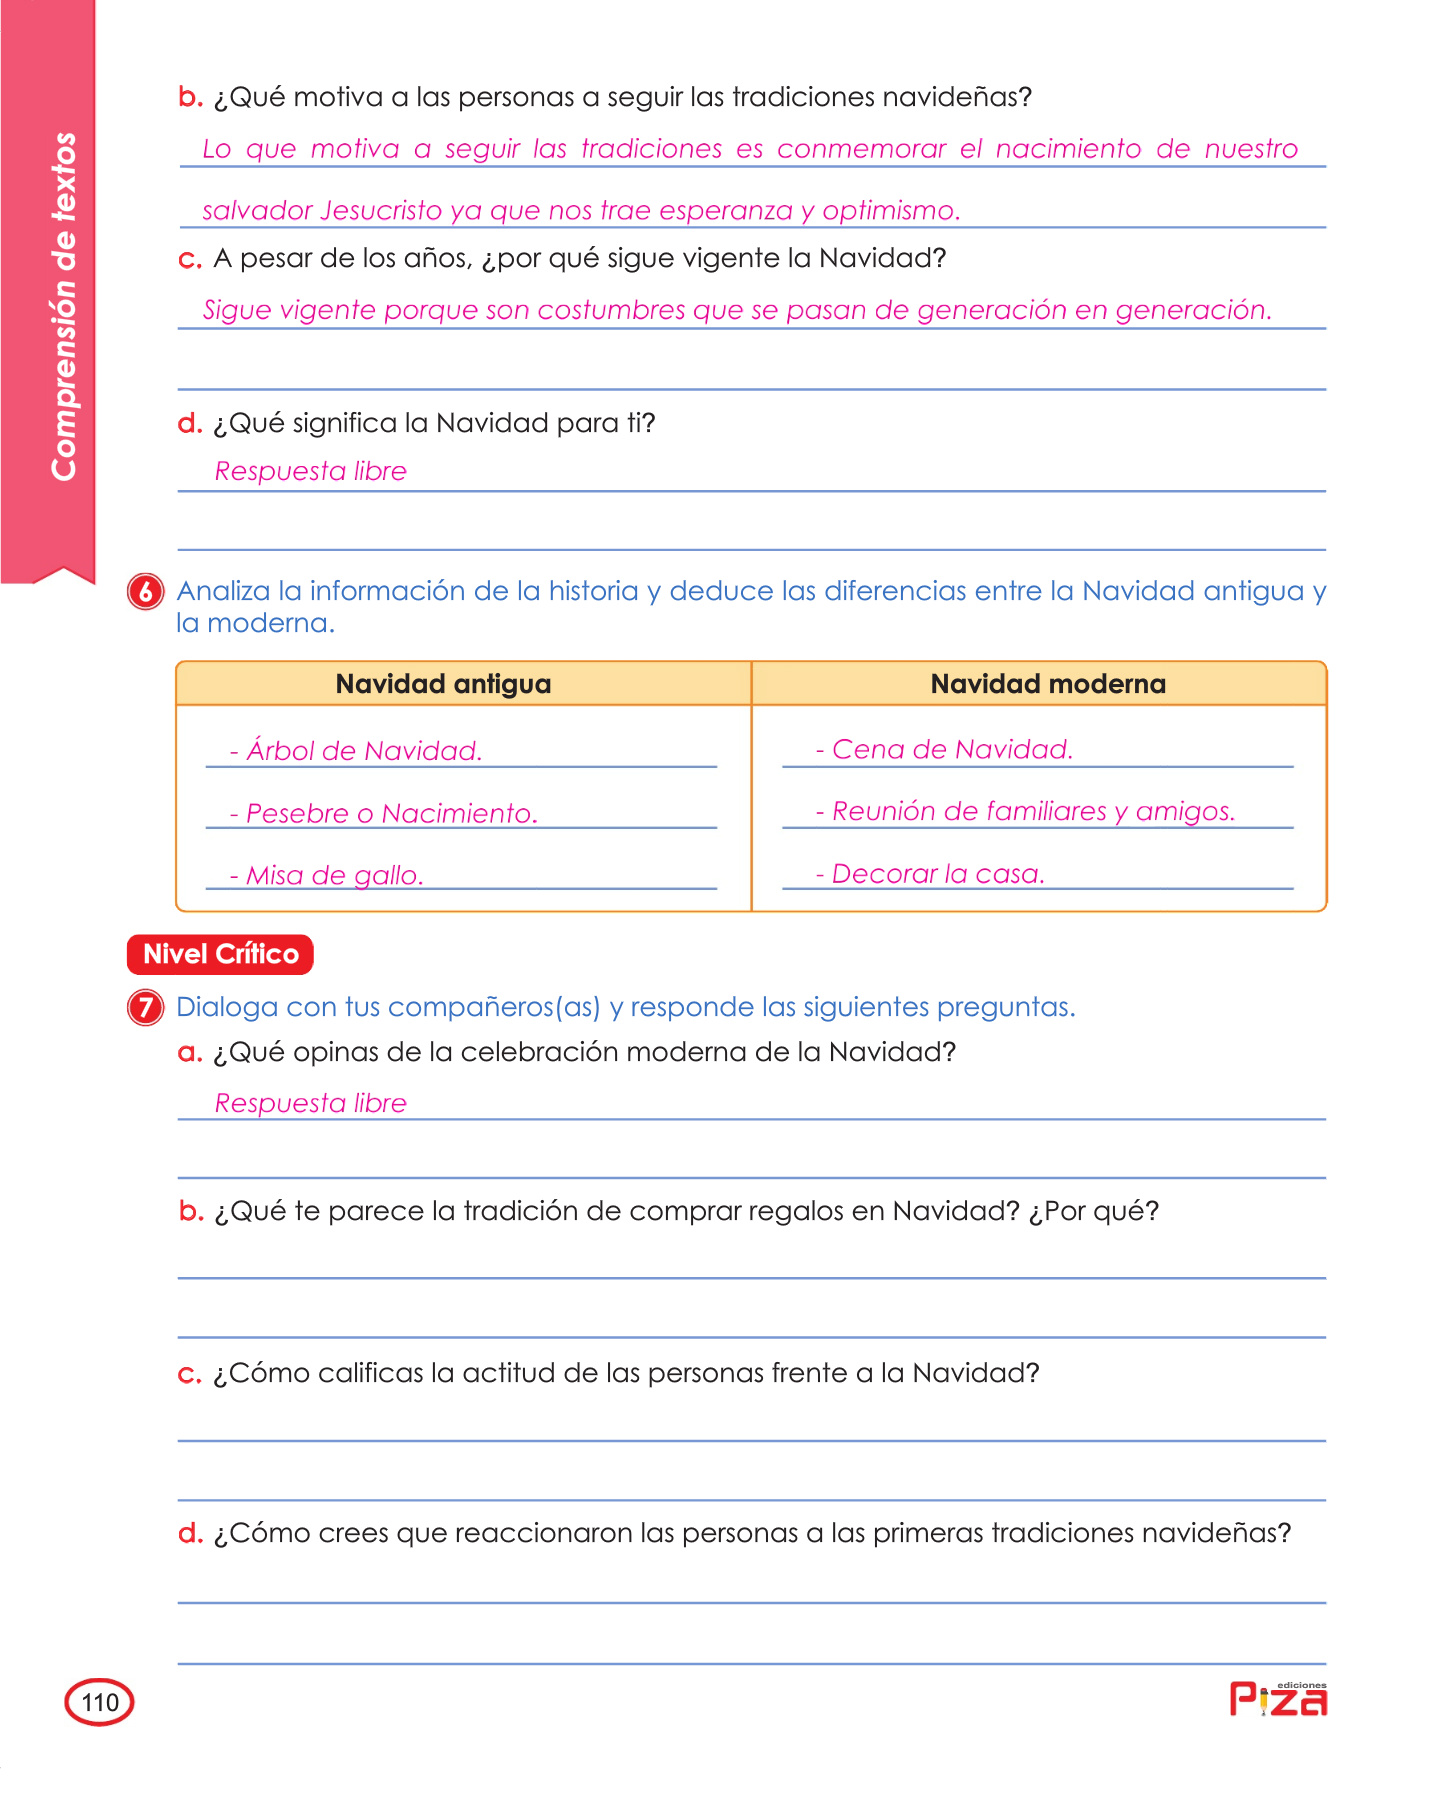 Comprensión de textos
b. ¿Qué motiva a las personas a seguir las tradiciones navideñas?
Lo que motiva a seguir las tradiciones es conmemorar el nacimiento de nuestro
salvador Jesucristo ya que nos trae esperanza y optimismo.
c. A pesar de los años, ¿por qué sigue vigente la Navidad?
Sigue vigente porque son costumbres que se pasan de generación en generación.
d. ¿Qué significa la Navidad para ti?
Respuesta libre
6 Analiza la información de la historia y deduce las diferencias entre la Navidad antigua y
la moderna.
Navidad antigua
- Árbol de Navidad.
- Pesebre o Nacimiento.
- Misa de gallo.
Navidad moderna
- Cena de Navidad.
- Reunión de familiares y amigos.
- Decorar la casa.
Nivel Crítico
7 Dialoga con tus compañeros(as) y responde las siguientes preguntas.
a. ¿Qué opinas de la celebración moderna de la Navidad?
Respuesta libre
b. ¿Qué te parece la tradición de comprar regalos en Navidad? ¿Por qué?
c. ¿Cómo calificas la actitud de las personas frente a la Navidad?
d. ¿Cómo crees que reaccionaron las personas a las primeras tradiciones navideñas?
110
ediciones
Piza